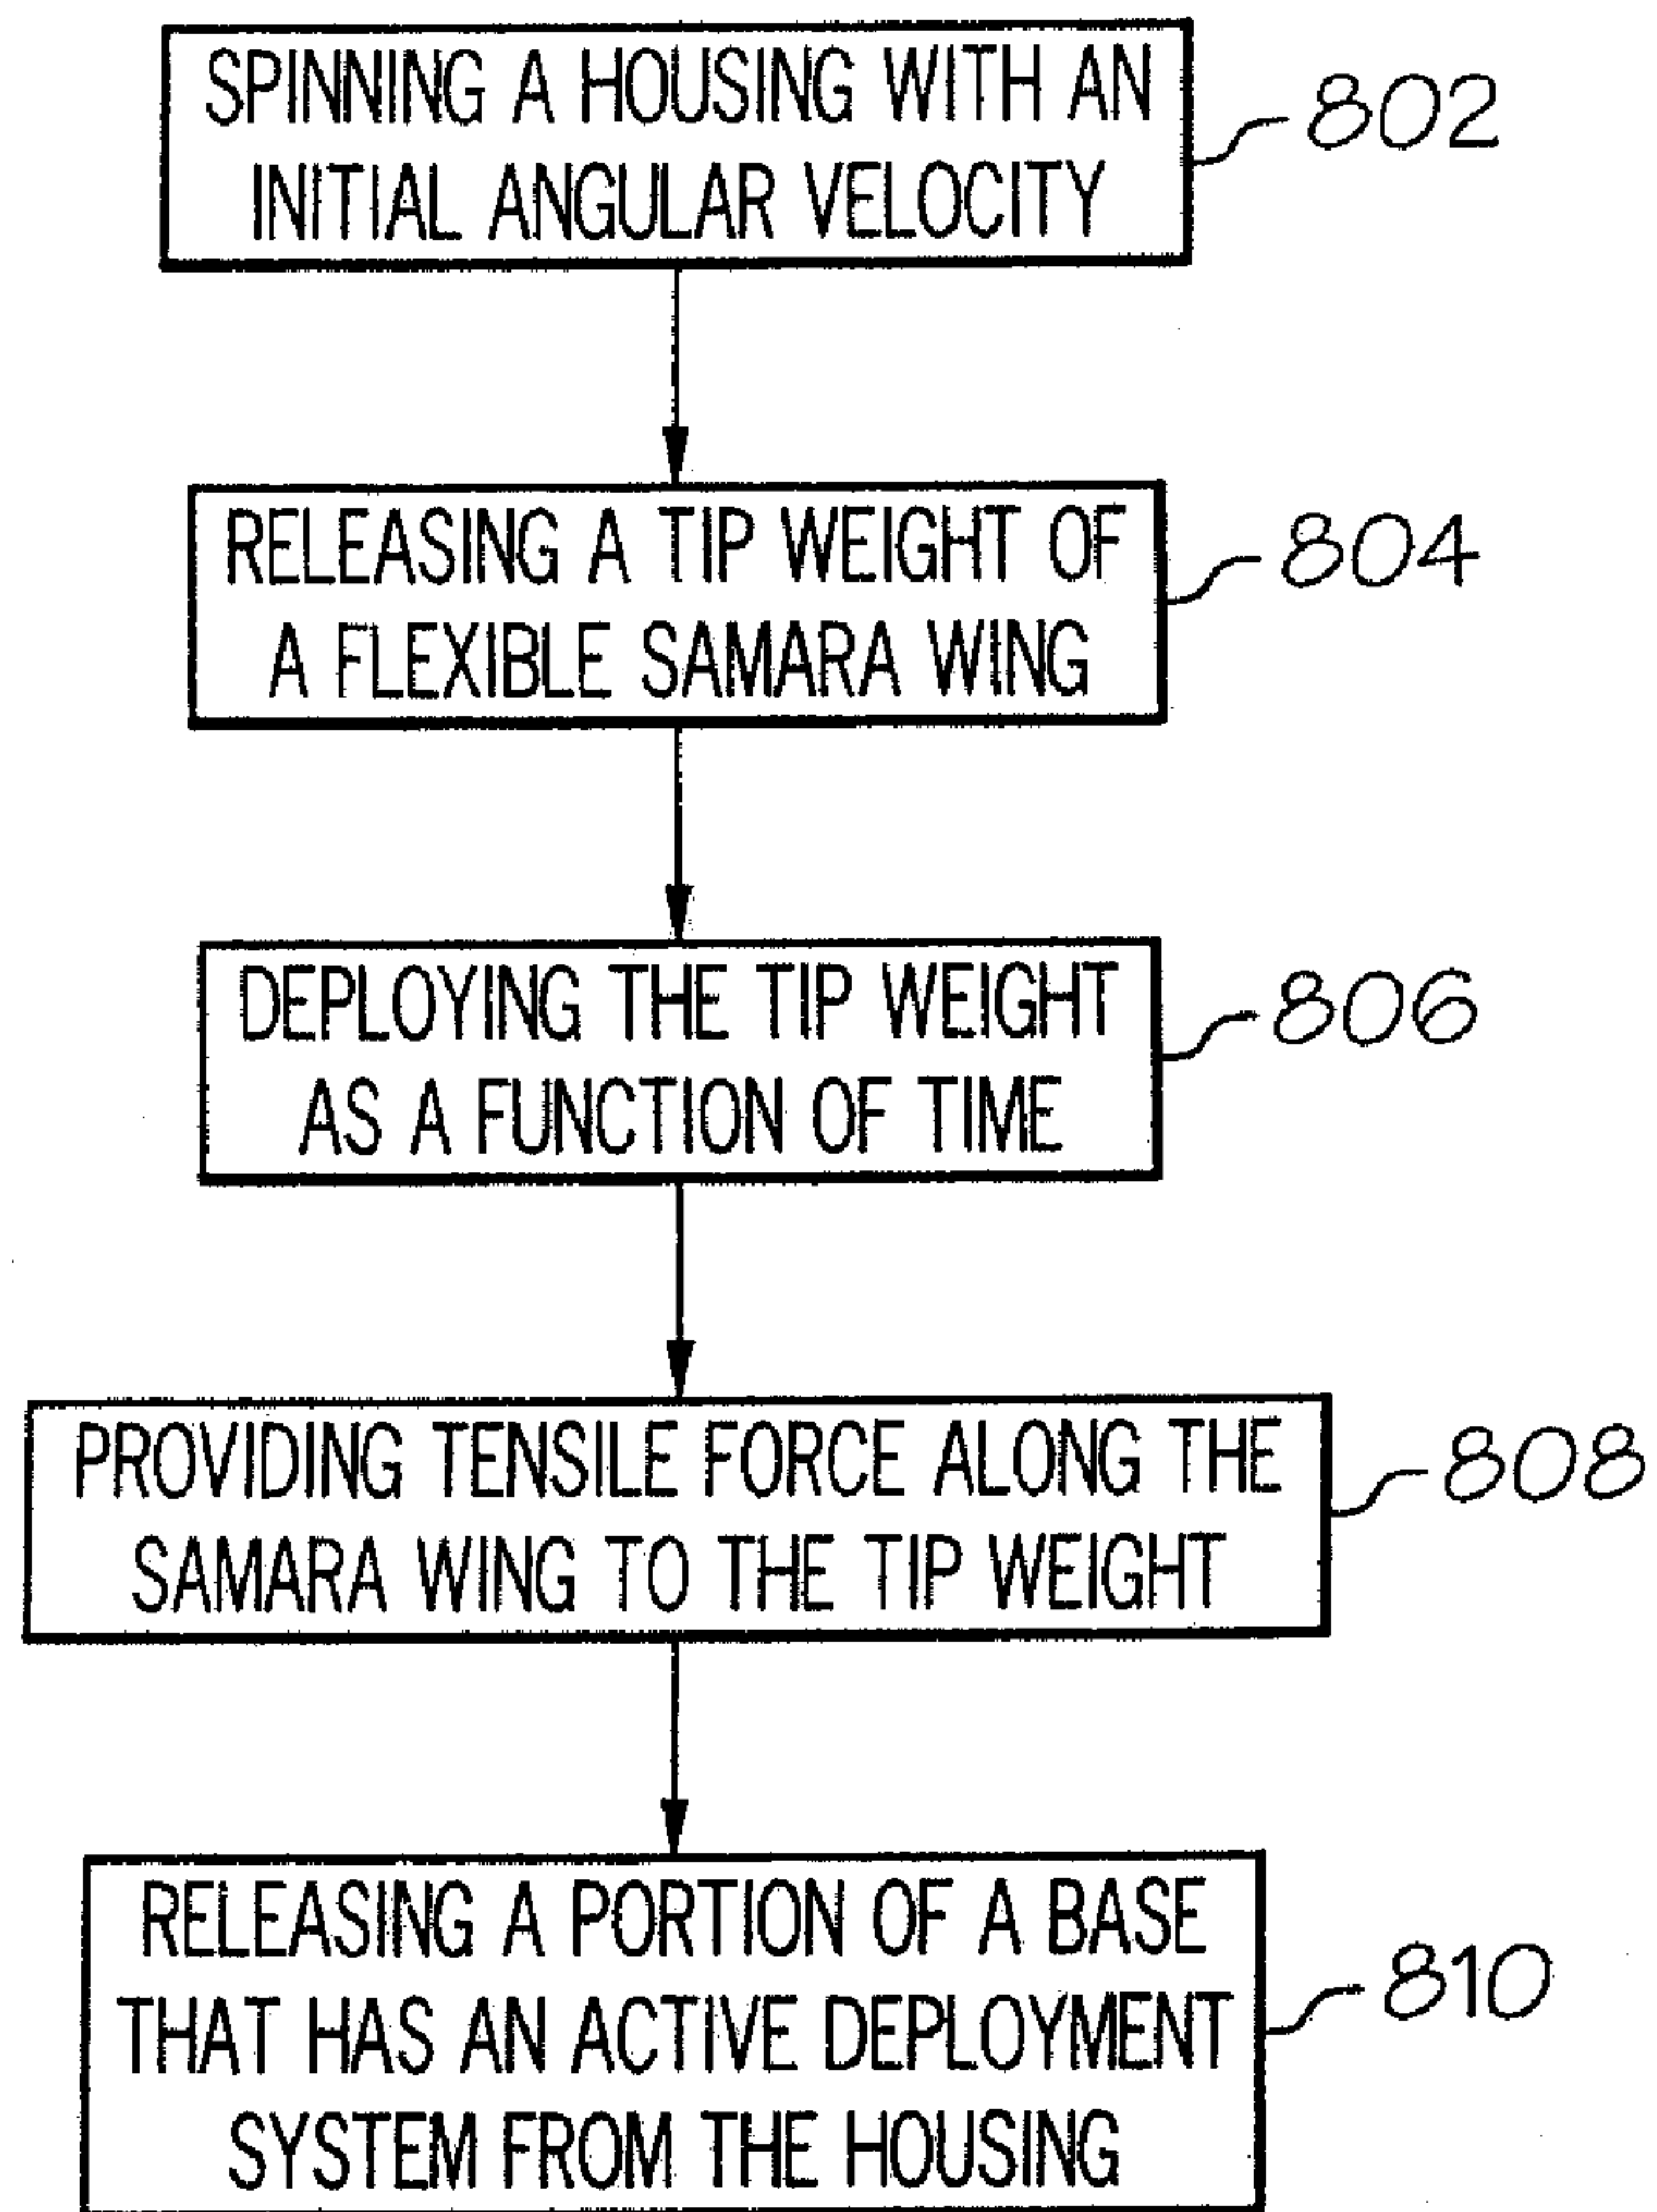 SPINNING A HOUSING WITH AN
INITIAL ANGULAR VELOCITY
802
RELEASING A TIP WEIGHT OF
A FLEXIBLE SAMARA WING
804
DEPLOYING THE TIP WEIGHT
AS A FUNCTION OF TIME
806
PROVIDING TENSILE FORCE ALONG THE
SAMARA WING TO THE TIP WEIGHT
808
RELEASING A PORTION OF A BASE
THAT HAS AN ACTIVE DEPLOYMENT
SYSTEM FROM THE HOUSING
810